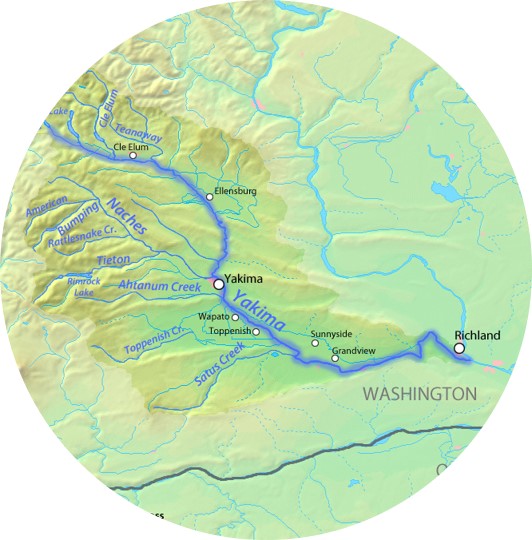 Lake
Cle Elum
Teanaway
Cle Elum
Ellensburg
American
Bumping
Naches
Rattlesnake Cr.
Tieton
Rimrock
Lake
Ahtanum Creek
Yakima
Yakima
Wapato
Toppenish
Toppenish Cr.
Satus Creek
Sunnyside
Grandview
Richland
WASHINGTON